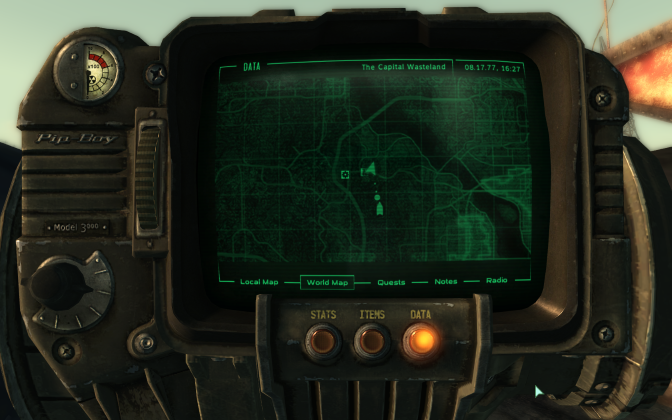 DATA The Capital Wasteland 08.17.77, 16:27
x100
Pip-Boy
Model 3000
Local Map World Map Quests Notes Radio
STATS ITEMS DATA